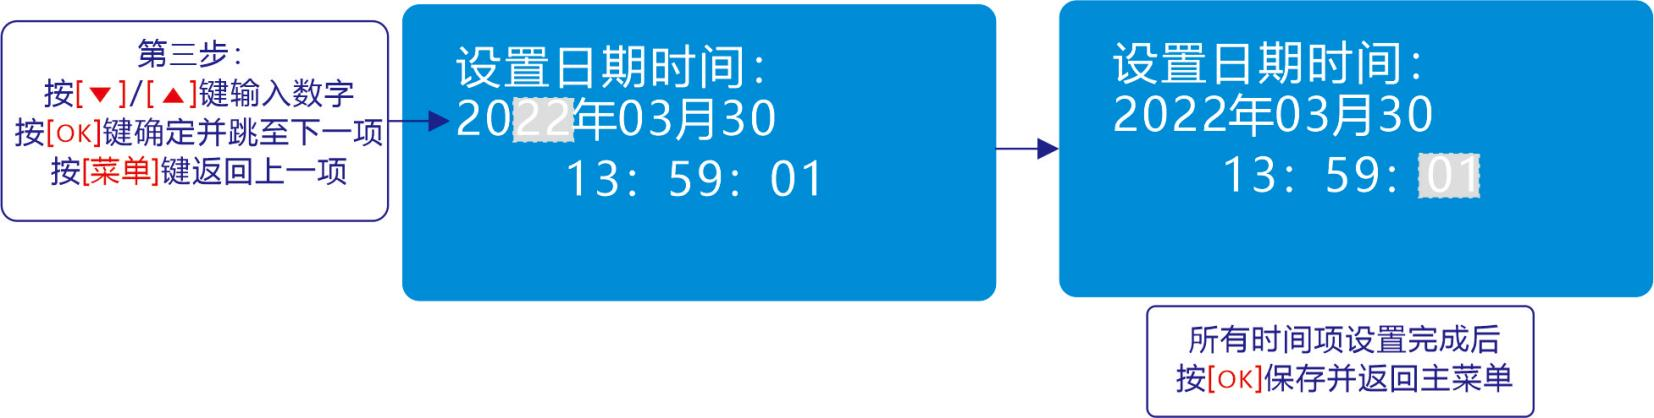 第三步：
按[▼]/[▲]键输入数字
按[OK]键确定并跳至下一项
按[菜单]键返回上一项
设置日期时间：
2022年03月30
13：59：01
设置日期时间：
2022年03月30
13：59：01
所有时间项设置完成后
按[OK]保存并返回主菜单